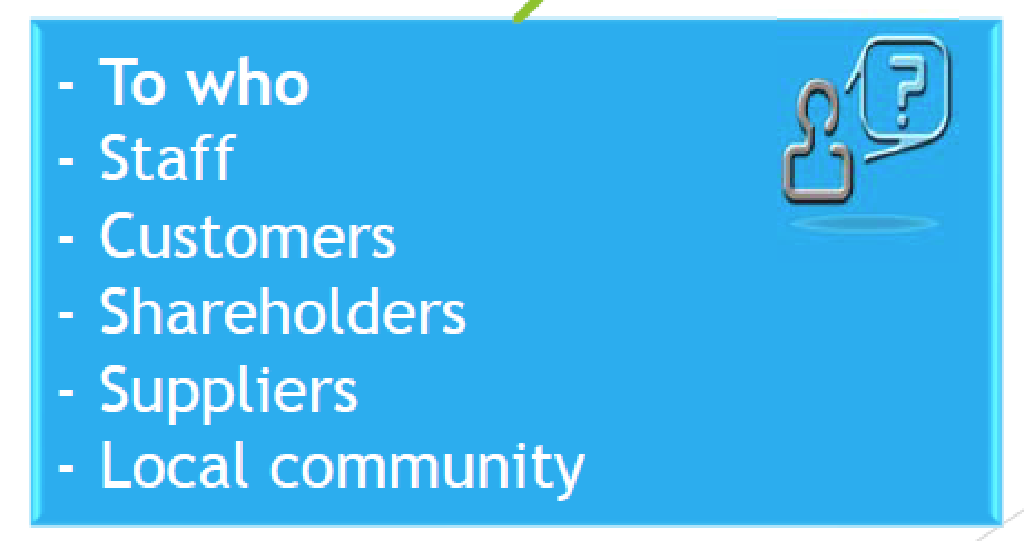 - To who
- Staff
- Customers
- Shareholders
- Suppliers
- Local community
?